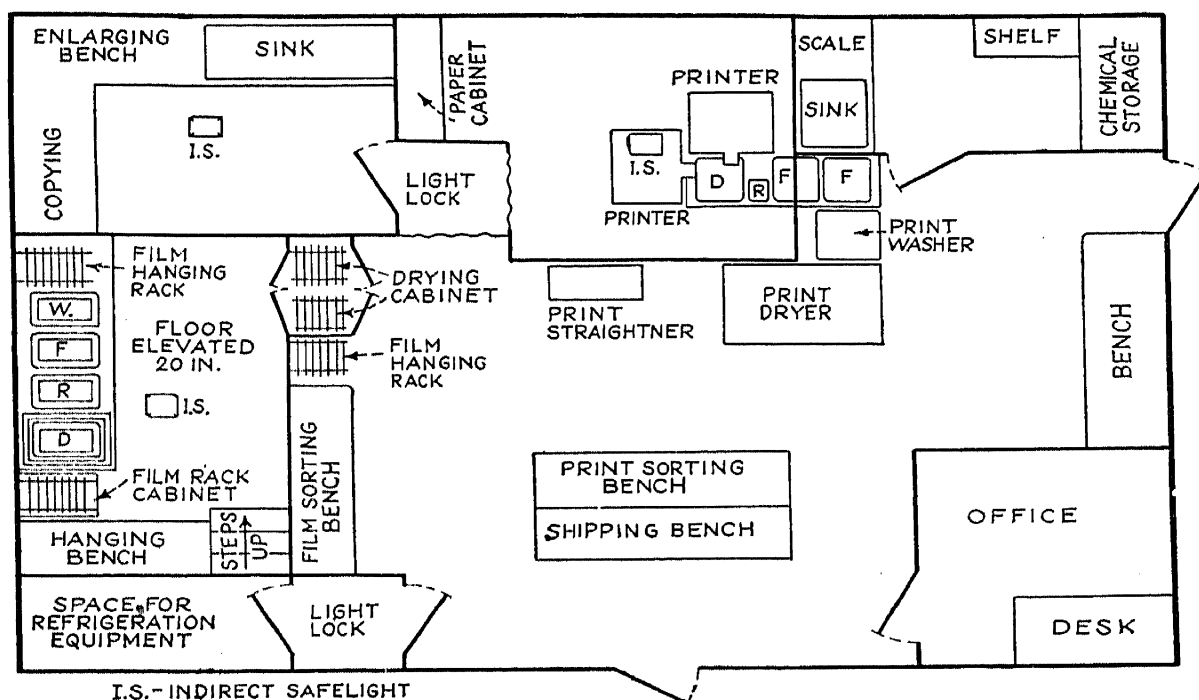 ENLARGING
BENCH
SINK
COPYING
I.S.
PAPER
CABINET
LIGHT
LOCK
PRINTER
I.S.
D
R
F
F
PRINTER
SCALE
SINK
SHELF
CHEMICAL
STORAGE
PRINT
WASHER
FILM
HANGING
RACK
W.
F
R
D
FLOOR
ELEVATED
20 IN.
I.S.
DRYING
CABINET
FILM
HANGING
RACK
PRINT
STRAIGHTNER
PRINT
DRYER
BENCH
FILM RACK
CABINET
HANGING
BENCH
STEPS
UP
FILM SORTING
BENCH
PRINT SORTING
BENCH
SHIPPING BENCH
OFFICE
DESK
SPACE FOR
REFRIGERATION
EQUIPMENT
LIGHT
LOCK
I.S.-INDIRECT SAFELIGHT